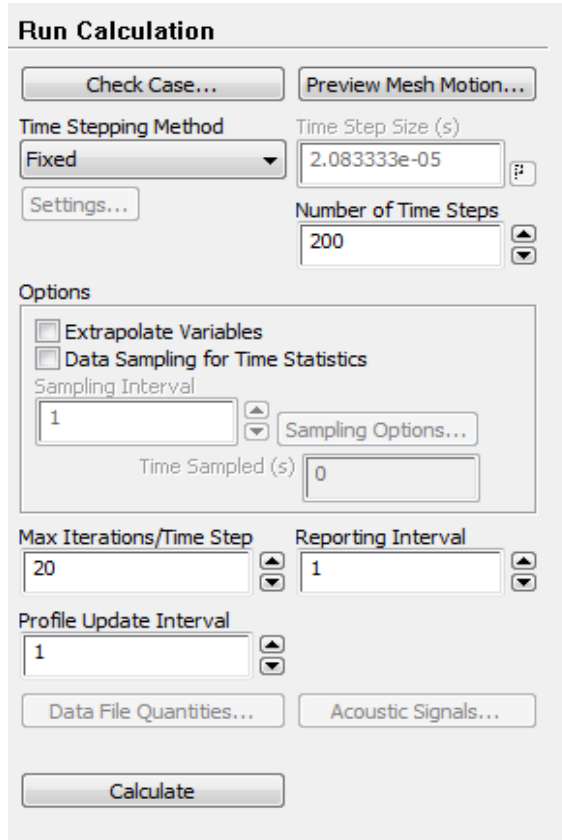 Run Calculation
Check Case... Preview Mesh Motion...
Time Stepping Method Time Step Size (s)
Fixed 2.083333e-05
Settings... Number of Time Steps
200
Options
Extrapolate Variables
Data Sampling for Time Statistics
Sampling Interval
1 Sampling Options...
Time Sampled (s) 0
Max Iterations/Time Step Reporting Interval
20 1
Profile Update Interval
1
Data File Quantities... Acoustic Signals...
Calculate